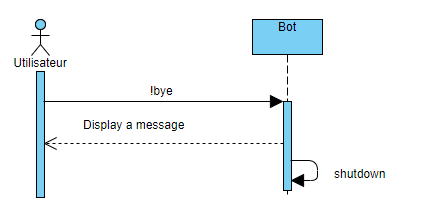 Bot
Utilisateur
!bye
Display a message
shutdown